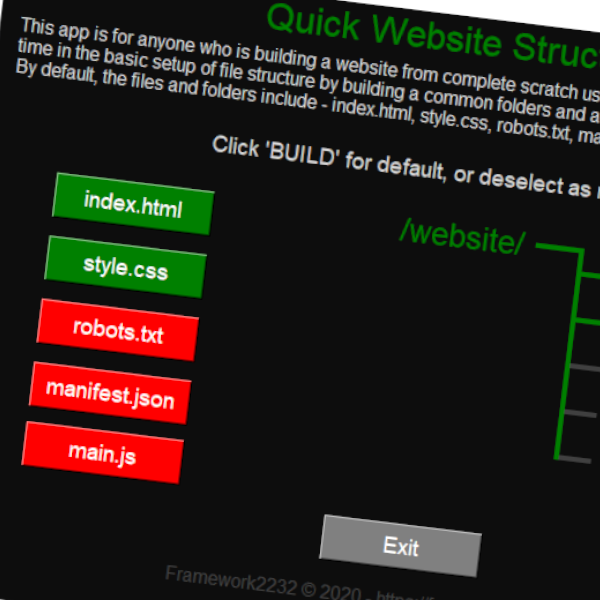 Quick Website Struc
This app is for anyone who is building a website from complete scratch us
time in the basic setup of file structure by building a common folders and a
By default, the files and folders include - index.html, style.css, robots.txt, ma
Click 'BUILD' for default, or deselect as
index.html
/website/
style.css
robots.txt
manifest.json
main.js
Exit
Framework2232 © 2020 -